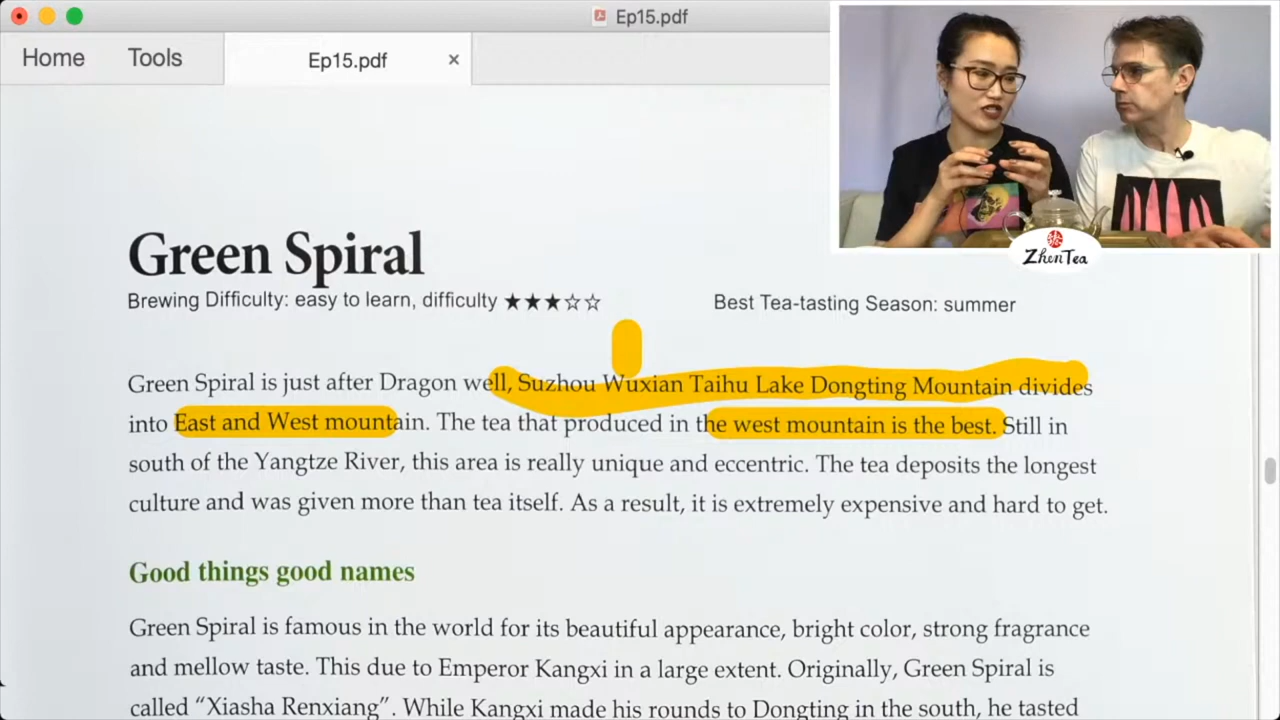 Ep15.pdf
Home Tools Ep15.pdf ×
Zhen Tea
Green Spiral
Brewing Difficulty: easy to learn, difficulty ★★★☆☆ Best Tea-tasting Season: summer
Green Spiral is just after Dragon well, Suzhou Wuxian Taihu Lake Dongting Mountain divides
into East and West mountain. The tea that produced in the west mountain is the best. Still in
south of the Yangtze River, this area is really unique and eccentric. The tea deposits the longest
culture and was given more than tea itself. As a result, it is extremely expensive and hard to get.
Good things good names
Green Spiral is famous in the world for its beautiful appearance, bright color, strong fragrance
and mellow taste. This due to Emperor Kangxi in a large extent. Originally, Green Spiral is
called “Xiasha Renxiang”. While Kangxi made his rounds to Dongting in the south, he tasted